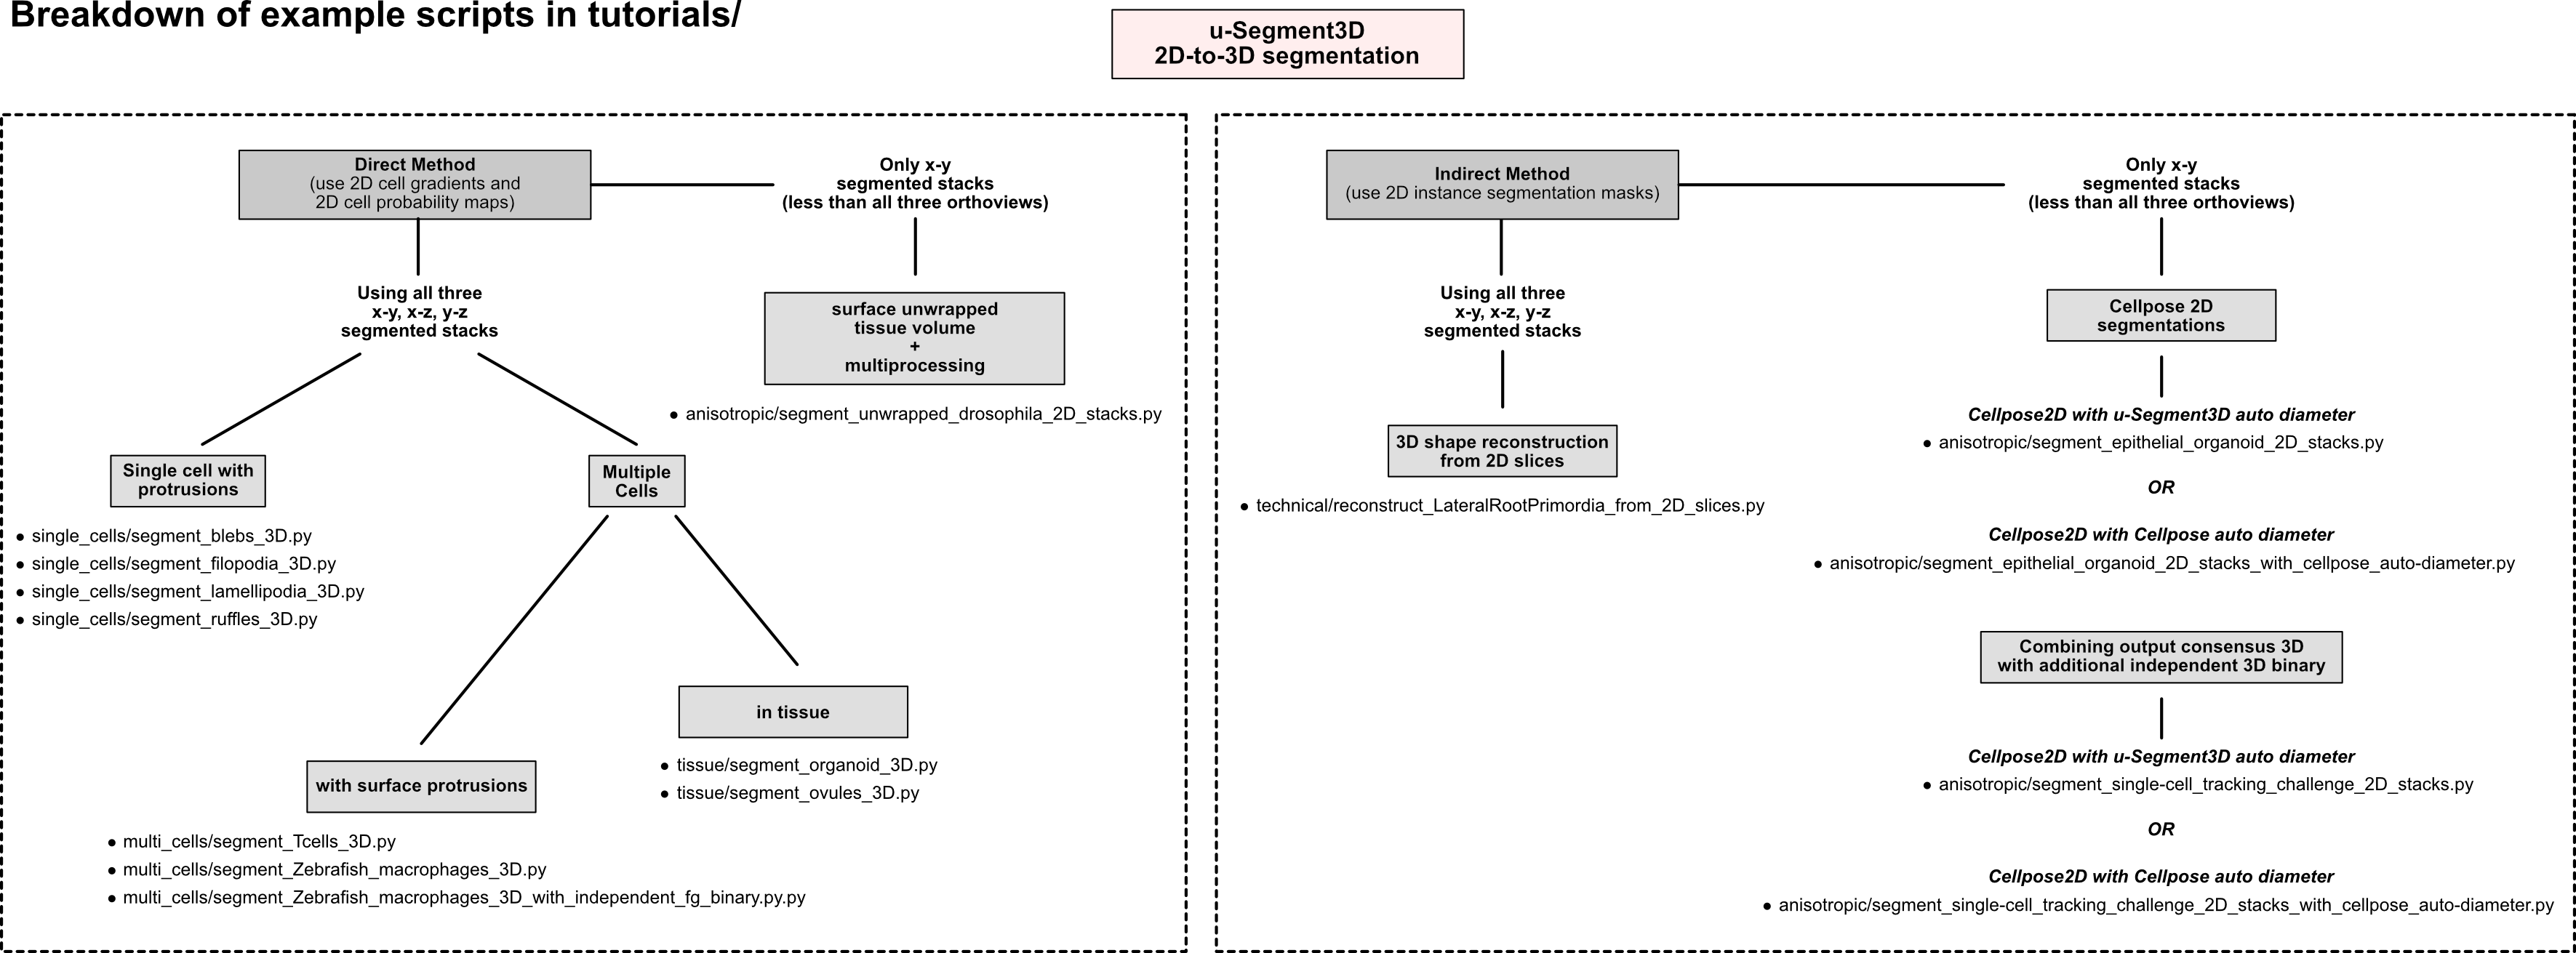 Breakdown of example scripts in tutorials/
u-Segment3D
2D-to-3D segmentation
Direct Method
(use 2D cell gradients and
2D cell probability maps)
Only x-y
segmented stacks
(less than all three orthoviews)
Using all three
x-y, x-z, y-z
segmented stacks
surface unwrapped
tissue volume
+
multiprocessing
● anisotropic/segment_unwrapped_drosophila_2D_stacks.py
Single cell with
protrusions
● single_cells/segment_blebs_3D.py
● single_cells/segment_filopodia_3D.py
● single_cells/segment_lamellipodia_3D.py
● single_cells/segment_ruffles_3D.py
Multiple
Cells
in tissue
● tissue/segment_organoid_3D.py
● tissue/segment_ovules_3D.py
with surface protrusions
● multi_cells/segment_Tcells_3D.py
● multi_cells/segment_Zebrafish_macrophages_3D.py
● multi_cells/segment_Zebrafish_macrophages_3D_with_independent_fg_binary.py.py
Indirect Method
(use 2D instance segmentation masks)
Only x-y
segmented stacks
(less than all three orthoviews)
Using all three
x-y, x-z, y-z
segmented stacks
3D shape reconstruction
from 2D slices
● technical/reconstruct_LateralRootPrimordia_from_2D_slices.py
Cellpose 2D
segmentations
Cellpose2D with u-Segment3D auto diameter
● anisotropic/segment_epithelial_organoid_2D_stacks.py
OR
Cellpose2D with Cellpose auto diameter
● anisotropic/segment_epithelial_organoid_2D_stacks_with_cellpose_auto-diameter.py
Combining output consensus 3D
with additional independent 3D binary
Cellpose2D with u-Segment3D auto diameter
● anisotropic/segment_single-cell_tracking_challenge_2D_stacks.py
OR
Cellpose2D with Cellpose auto diameter
● anisotropic/segment_single-cell_tracking_challenge_2D_stacks_with_cellpose_auto-diameter.py